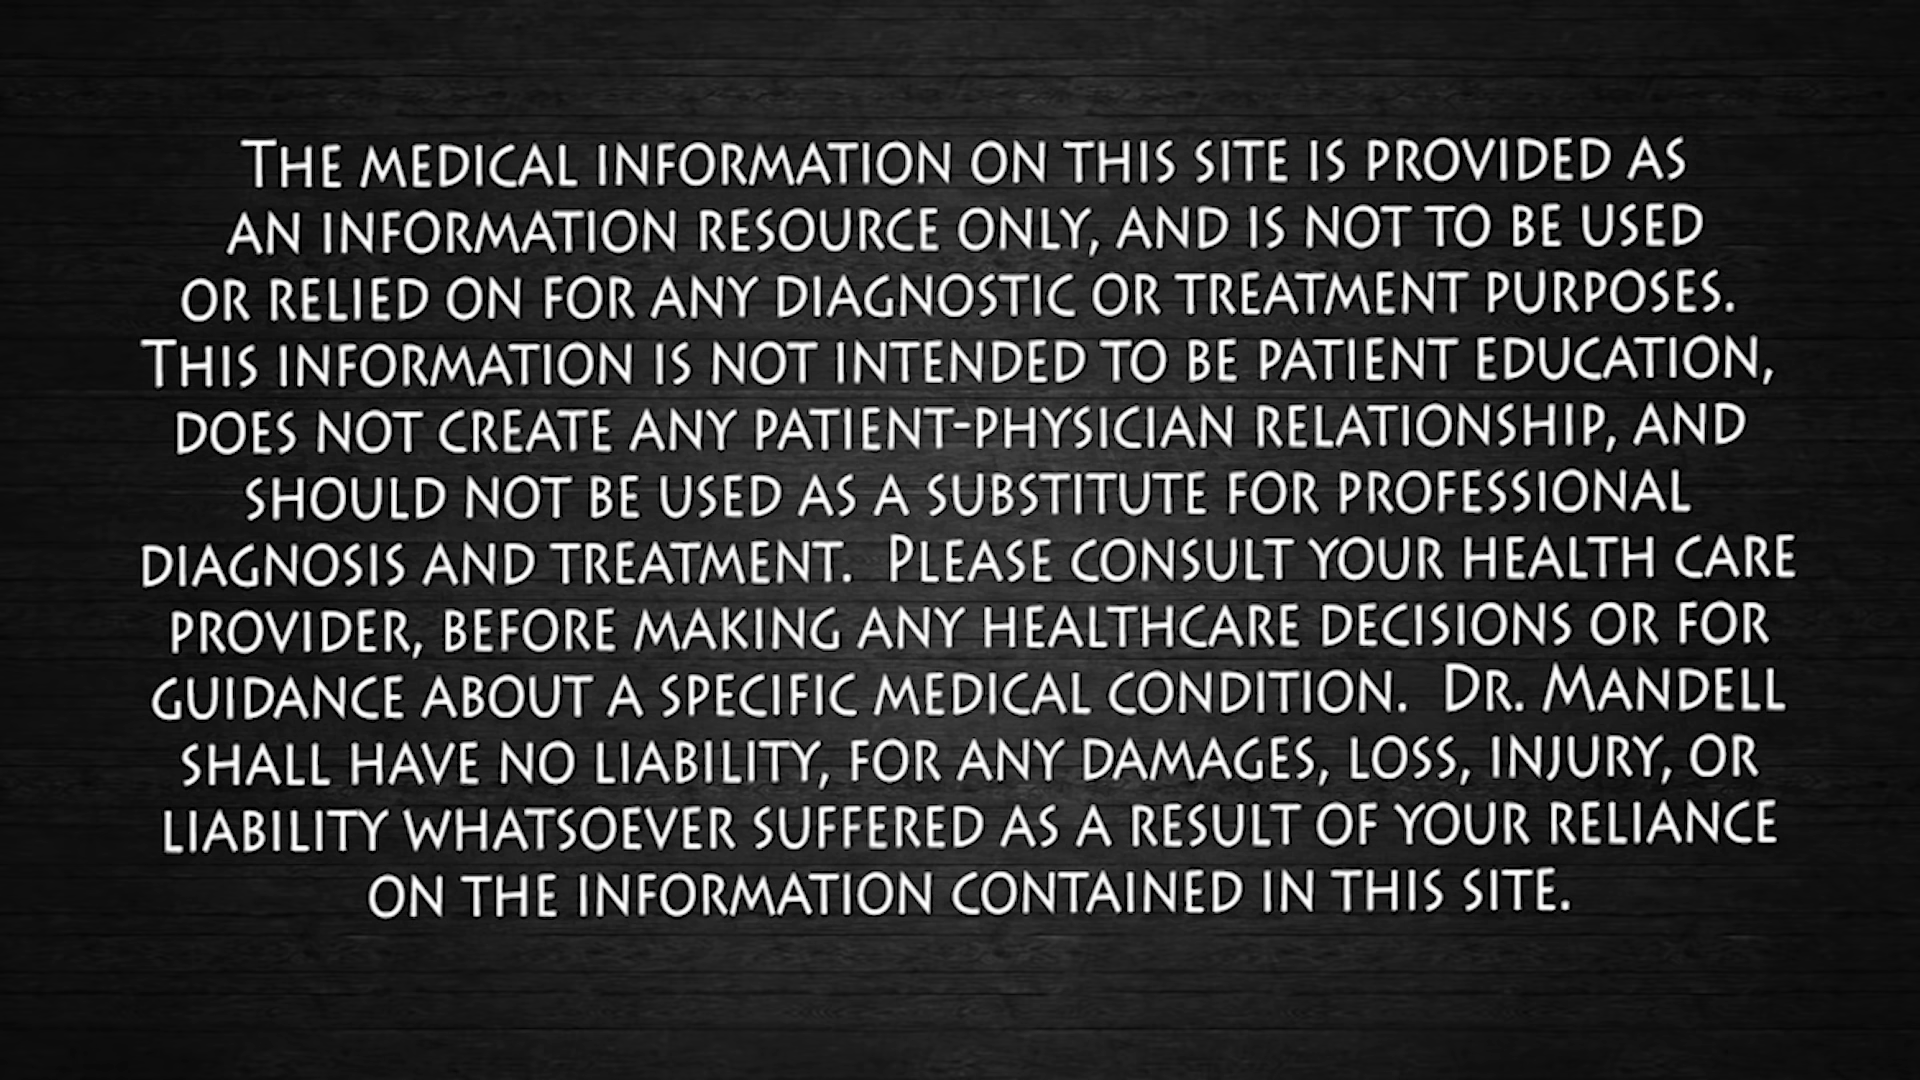 The medical information on this site is provided as
an information resource only, and is not to be used
or relied on for any diagnostic or treatment purposes.
This information is not intended to be patient education,
does not create any patient-physician relationship, and
should not be used as a substitute for professional
diagnosis and treatment.  Please consult your health care
provider, before making any healthcare decisions or for
guidance about a specific medical condition.  Dr. Mandell
shall have no liability, for any damages, loss, injury, or
liability whatsoever suffered as a result of your reliance
on the information contained in this site.